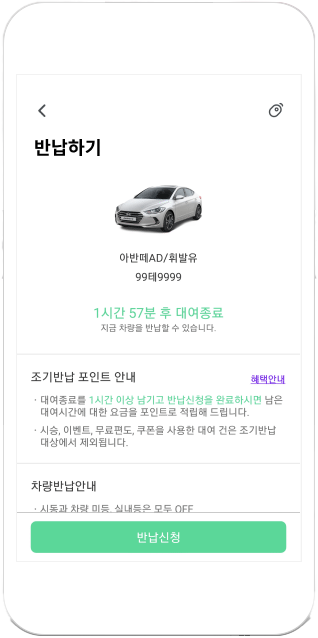 반납하기
아반떼AD/휘발유
99테9999
1시간 57분 후 대여종료
지금 차량을 반납할 수 있습니다.
조기반납 포인트 안내
혜택안내
· 대여종료를 1시간 이상 남기고 반납신청을 완료하시면 남은
대여시간에 대한 요금을 포인트로 적립해 드립니다.
· 시승, 이벤트, 무료편도, 쿠폰을 사용한 대여 건은 조기반납
대상에서 제외됩니다.
차량반납안내
· 시동과 차량 미등, 실내등은 모두 OFF
반납신청